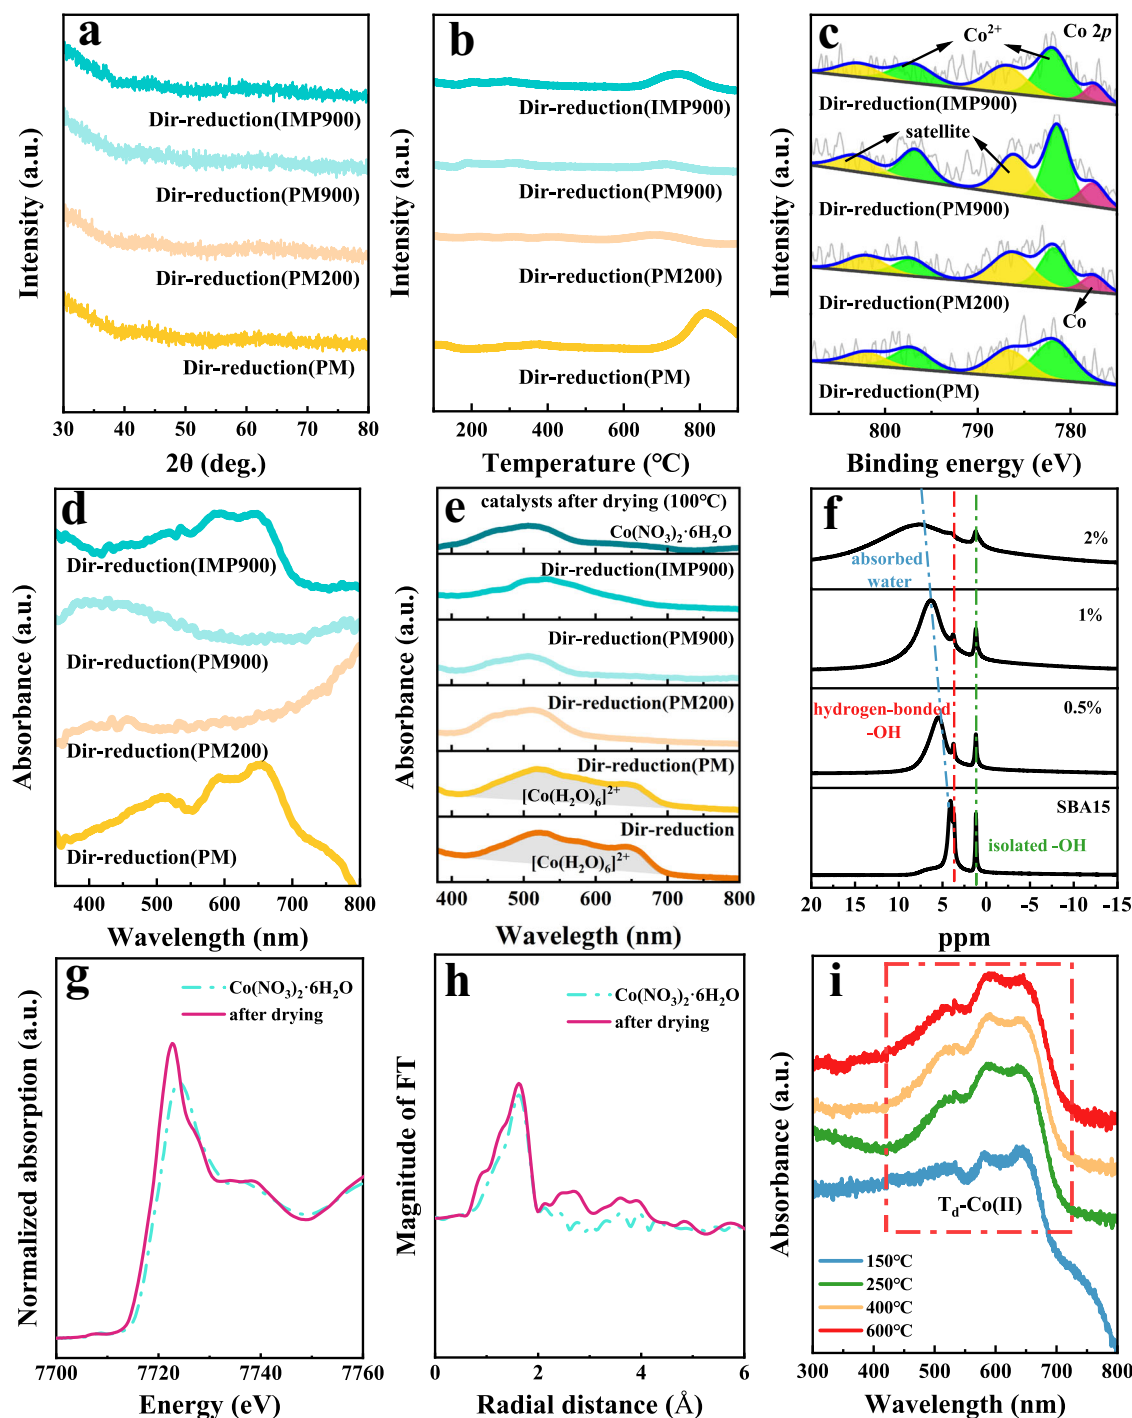 a
Dir-reduction(IMP900)
Dir-reduction(PM900)
Dir-reduction(PM200)
Dir-reduction(PM)
Intensity (a.u.)
30 40 50 60 70 80
2θ (deg.)
b
Dir-reduction(IMP900)
Dir-reduction(PM900)
Dir-reduction(PM200)
Dir-reduction(PM)
Intensity (a.u.)
200 400 600 800
Temperature (℃)
c
Co²⁺
Co 2p
Dir-reduction(IMP900)
satellite
Dir-reduction(PM900)
Dir-reduction(PM200)
Co
Dir-reduction(PM)
Intensity (a.u.)
800 790 780 775
Binding energy (eV)
d
Dir-reduction(IMP900)
Dir-reduction(PM900)
Dir-reduction(PM200)
Dir-reduction(PM)
Absorbance (a.u.)
400 500 600 700 800
Wavelength (nm)
e
catalysts after drying (100℃)
Co(NO₃)₂·6H₂O
Dir-reduction(IMP900)
Dir-reduction(PM900)
Dir-reduction(PM200)
Dir-reduction(PM)
[Co(H₂O)₆]²⁺
Dir-reduction
[Co(H₂O)₆]²⁺
Absorbance (a.u.)
400 500 600 700 800
Wavelegth (nm)
f
2%
absorbed
water
1%
hydrogen-bonded
-OH
0.5%
SBA15
isolated -OH
20 15 10 5 0 -5 -10 -15
ppm
g
Co(NO₃)₂·6H₂O
after drying
Normalized absorption (a.u.)
7700 7720 7740 7760
Energy (eV)
h
Co(NO₃)₂·6H₂O
after drying
Magnitude of FT
0 2 4 6
Radial distance (Å)
i
T_d-Co(II)
150℃
250℃
400℃
600℃
Absorbance (a.u.)
300 400 500 600 700 800
Wavelength (nm)